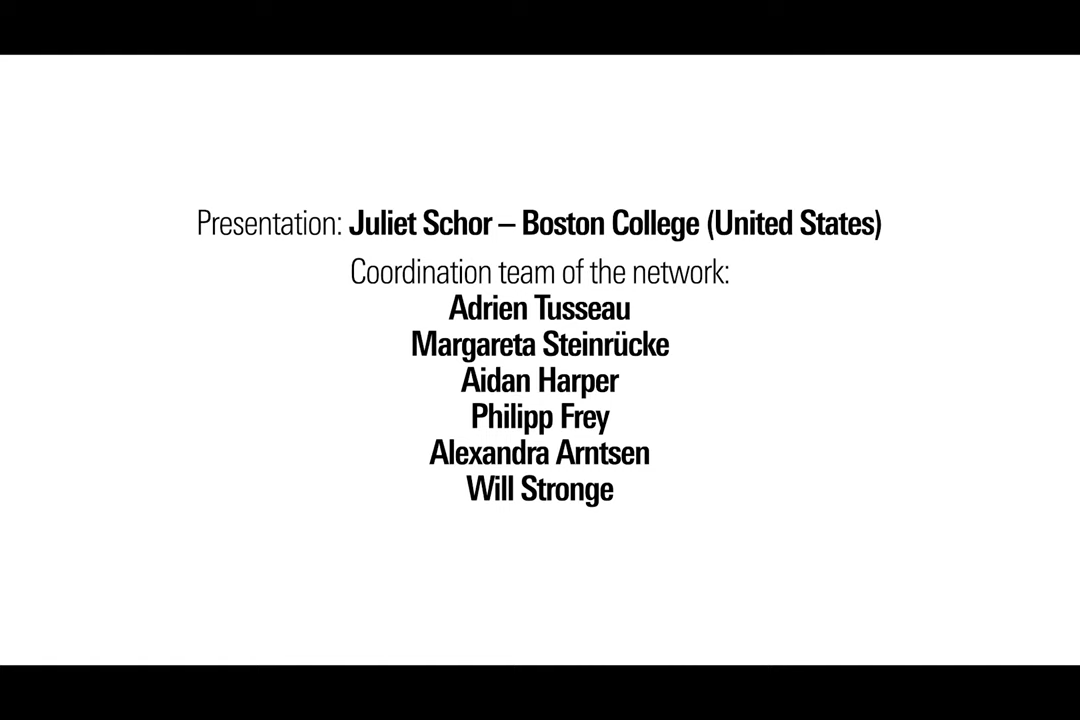 Presentation: Juliet Schor – Boston College (United States)
Coordination team of the network:
Adrien Tusseau
Margareta Steinrücke
Aidan Harper
Philipp Frey
Alexandra Arntsen
Will Stronge